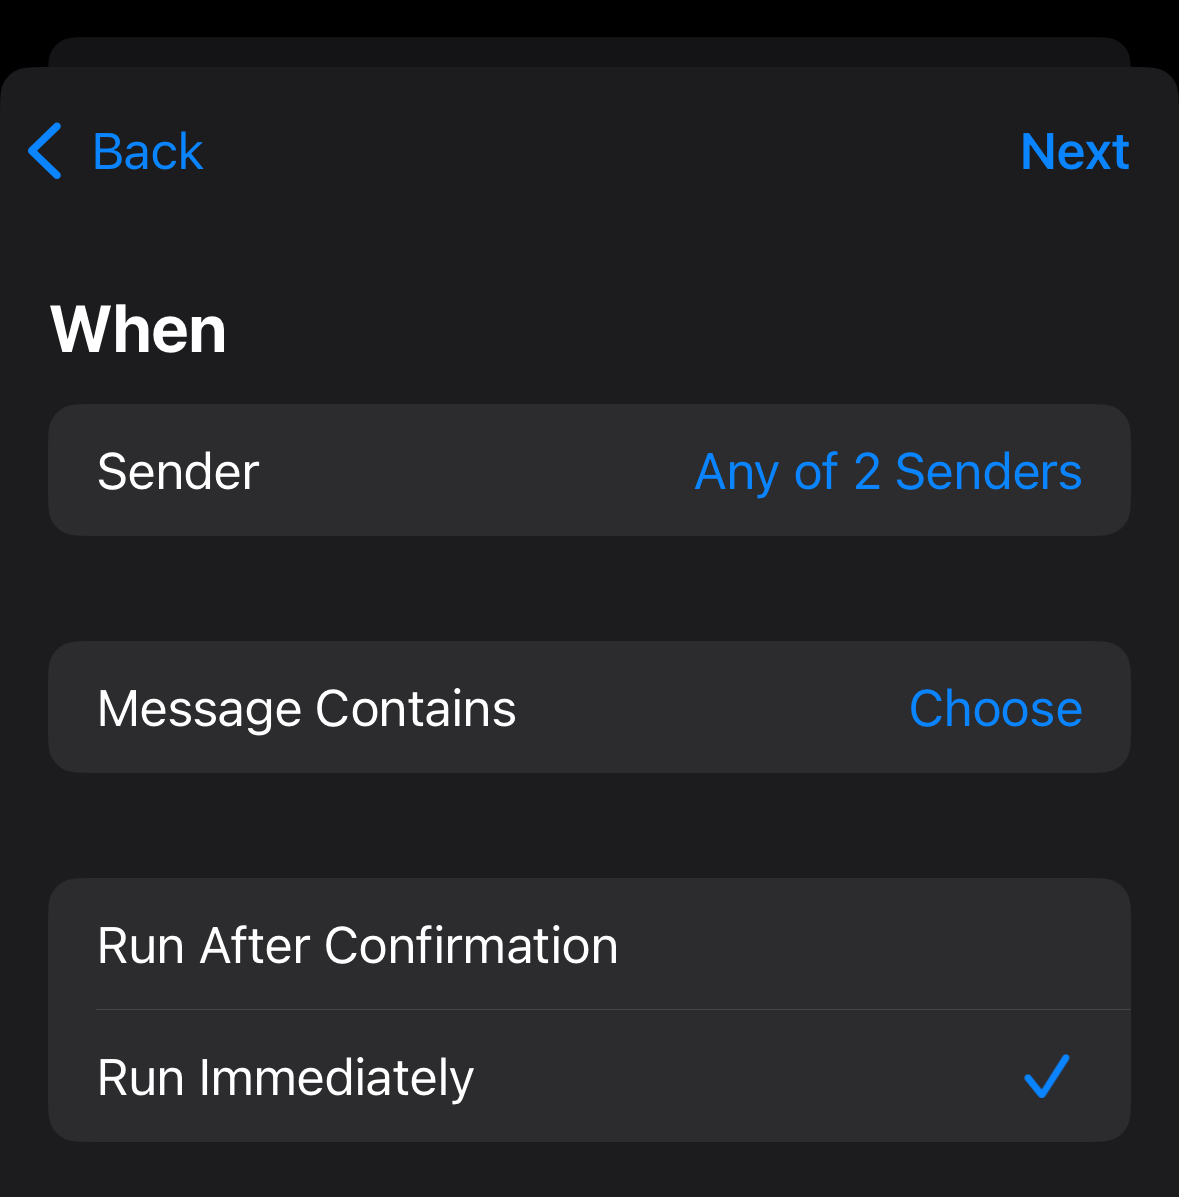 Back
Next
When
Sender
Any of 2 Senders
Message Contains
Choose
Run After Confirmation
Run Immediately